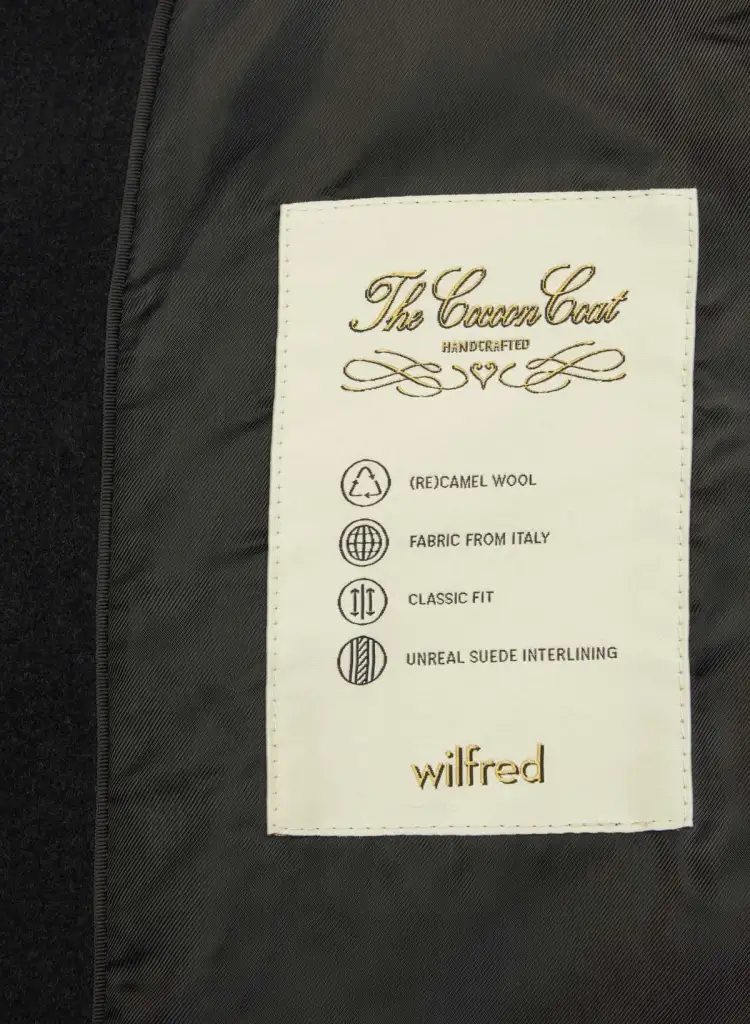 The Cocoon Coat
HANDCRAFTED
(RE)CAMEL WOOL
FABRIC FROM ITALY
CLASSIC FIT
UNREAL SUEDE INTERLINING
wilfred